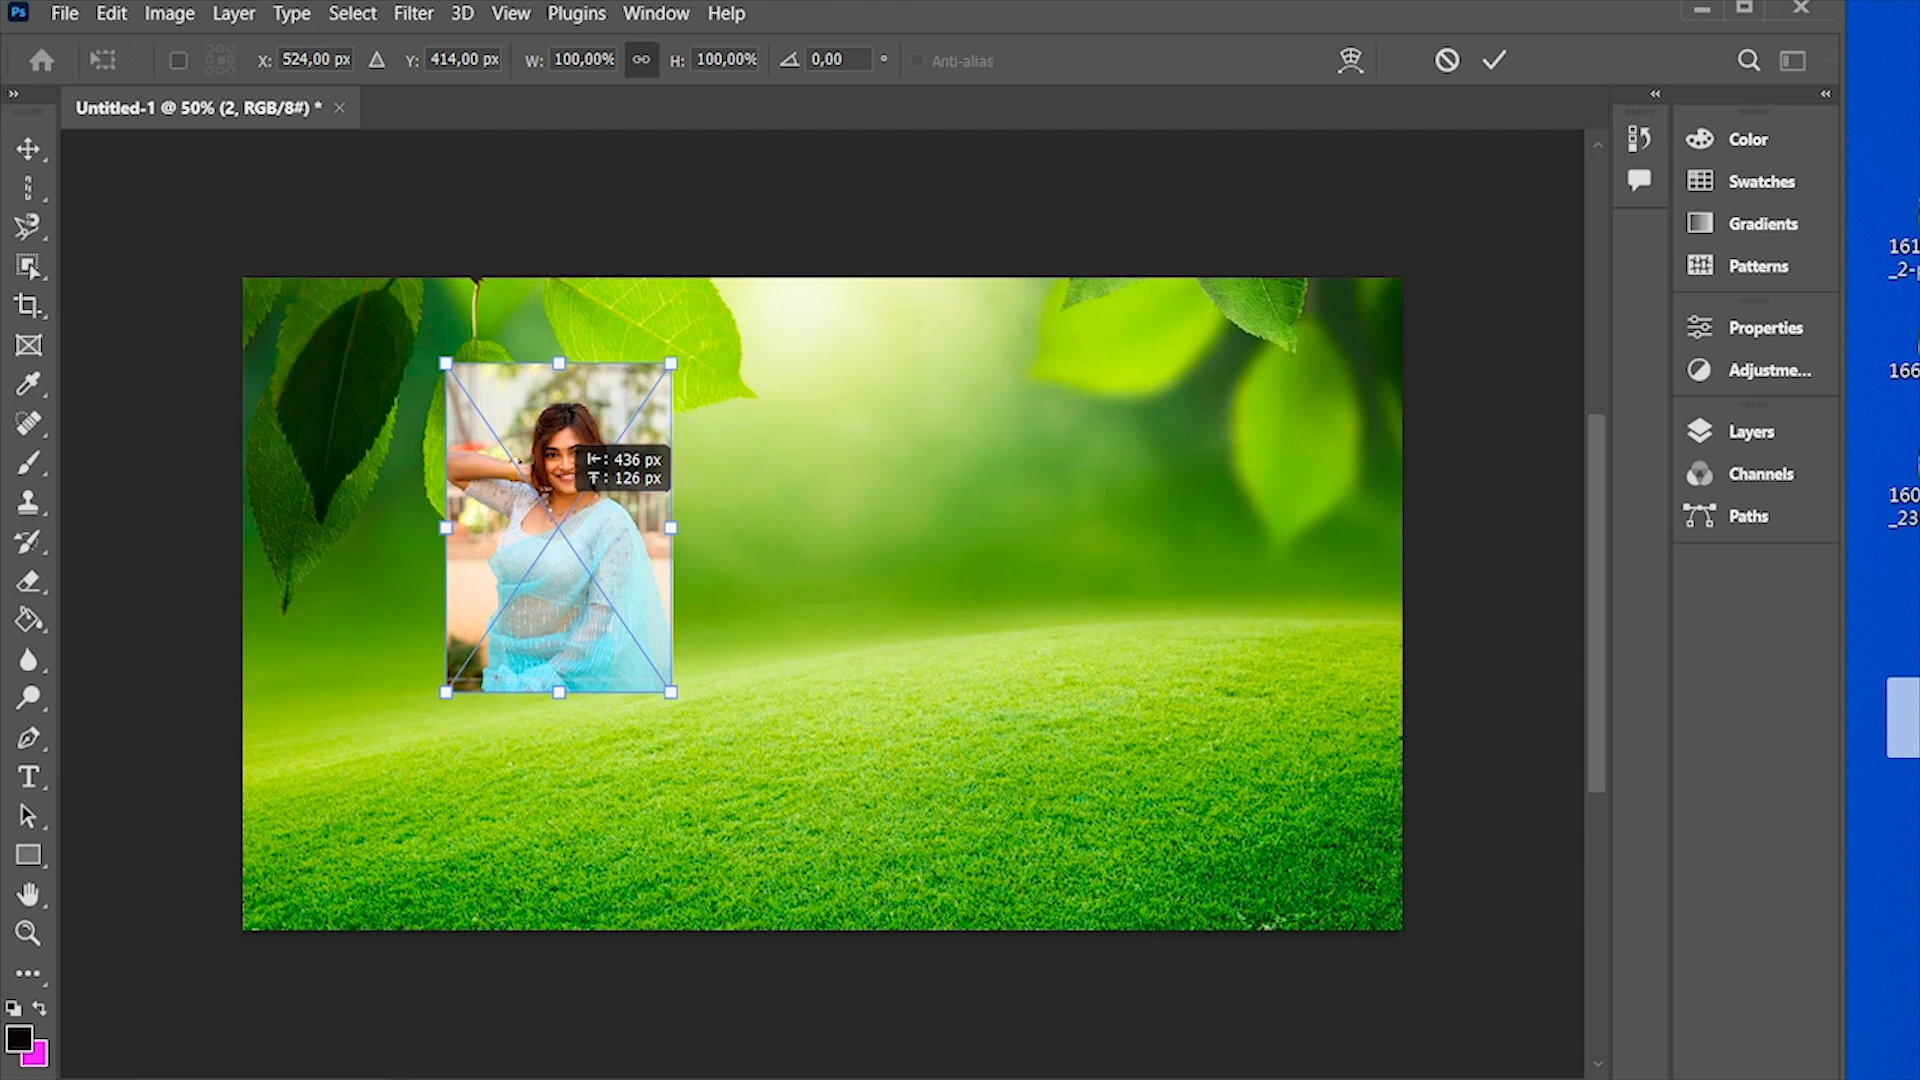 Ps File Edit Image Layer Type Select Filter 3D View Plugins Window Help
X: 524,00 px Y: 414,00 px W: 100,00% H: 100,00% 0,00 ° Anti-alias
Untitled-1 @ 50% (2, RGB/8#) *
436 px
126 px
Color
Swatches
Gradients
Patterns
Properties
Adjustme...
Layers
Channels
Paths
161
_2-
166
160
_23